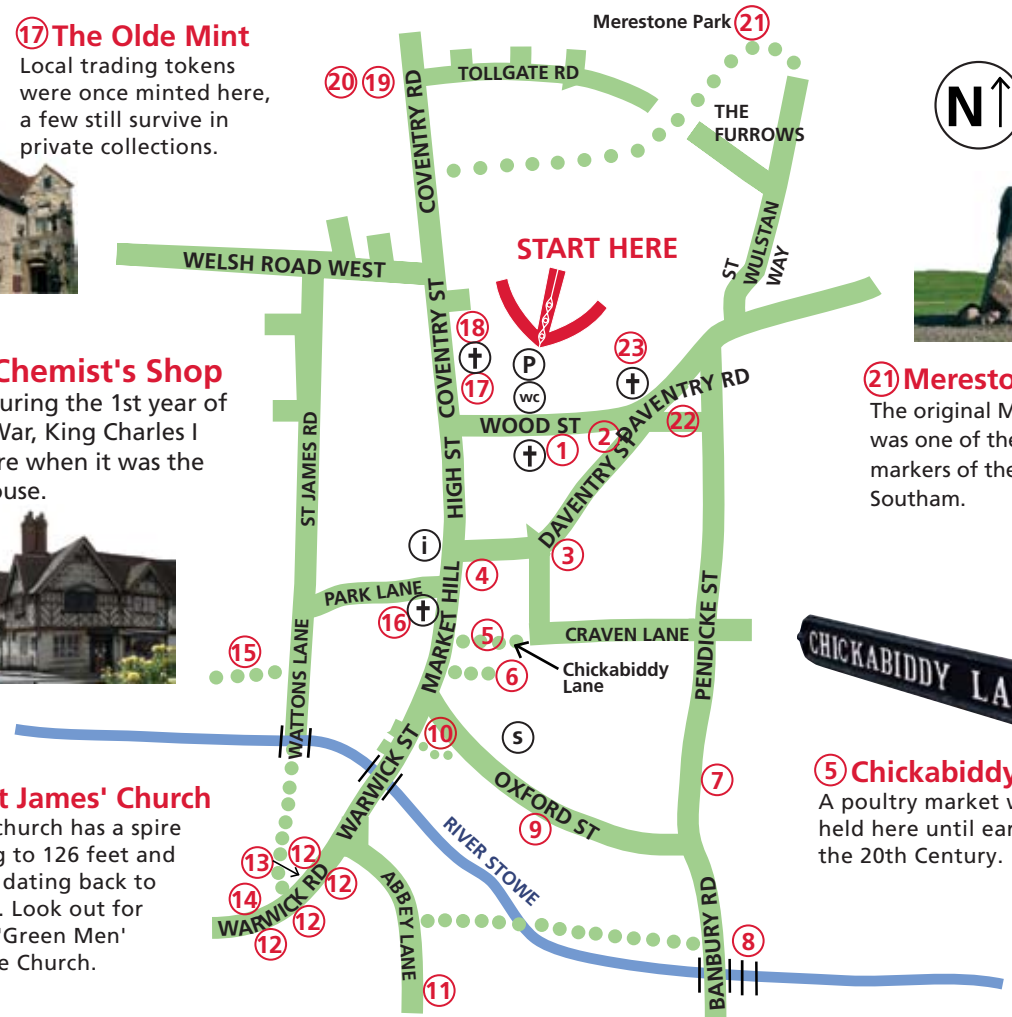 17 The Olde Mint
Local trading tokens
were once minted here,
a few still survive in
private collections.
Chemist's Shop
uring the 1st year of
War, King Charles I
re when it was the
ouse.
t James' Church
church has a spire
g to 126 feet and
dating back to
. Look out for
'Green Men'
e Church.
Merestone Park 21
20 19
COVENTRY RD
TOLLGATE RD
THE
FURROWS
N
ST
WULSTAN
WAY
WELSH ROAD WEST
START HERE
COVENTRY ST
18
17
P
WC
23
DAVENTRY RD
WOOD ST
1
2
22
DAVENTRY ST
HIGH ST
ST JAMES RD
i
3
4
PARK LANE
16
MARKET HILL
5
CRAVEN LANE
Chickabiddy
Lane
6
15
WATTONS LANE
PENDICKE ST
10
S
WARWICK ST
OXFORD ST
9
7
RIVER STOWE
13
12
12
14
WARWICK RD
12
12
ABBEY LANE
11
BANBURY RD
8
21 Meresto
The original M
was one of the
markers of the
Southam.
CHICKABIDDY LA
5 Chickabiddy
A poultry market w
held here until ear
the 20th Century.